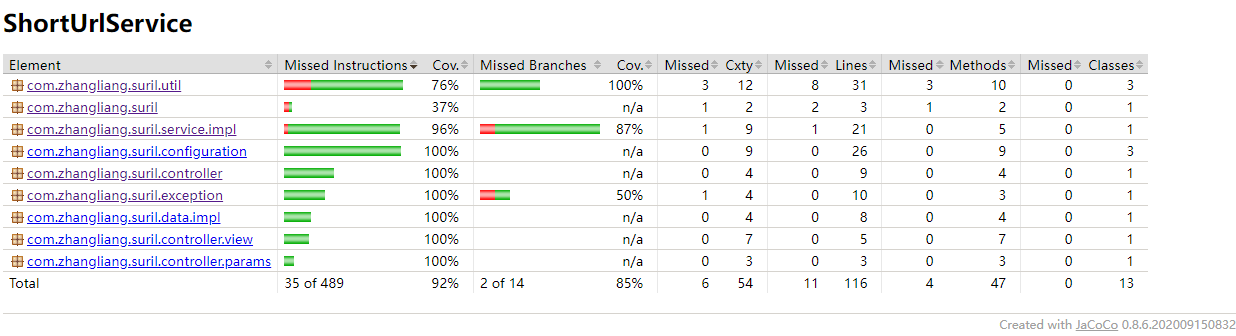 ShortUrlService
Element Missed Instructions Cov. Missed Branches Cov. Missed Cxty Missed Lines Missed Methods Missed Classes
com.zhangliang.suril.util 76% 100% 3 12 8 31 3 10 0 3
com.zhangliang.suril 37% n/a 1 2 2 3 1 2 0 1
com.zhangliang.suril.service.impl 96% 87% 1 9 1 21 0 5 0 1
com.zhangliang.suril.configuration 100% n/a 0 9 0 26 0 9 0 3
com.zhangliang.suril.controller 100% n/a 0 4 0 9 0 4 0 1
com.zhangliang.suril.exception 100% 50% 1 4 0 10 0 3 0 1
com.zhangliang.suril.data.impl 100% n/a 0 4 0 8 0 4 0 1
com.zhangliang.suril.controller.view 100% n/a 0 7 0 5 0 7 0 1
com.zhangliang.suril.controller.params 100% n/a 0 3 0 3 0 3 0 1
Total 35 of 489 92% 2 of 14 85% 6 54 11 116 4 47 0 13
Created with JaCoCo 0.8.6.202009150832